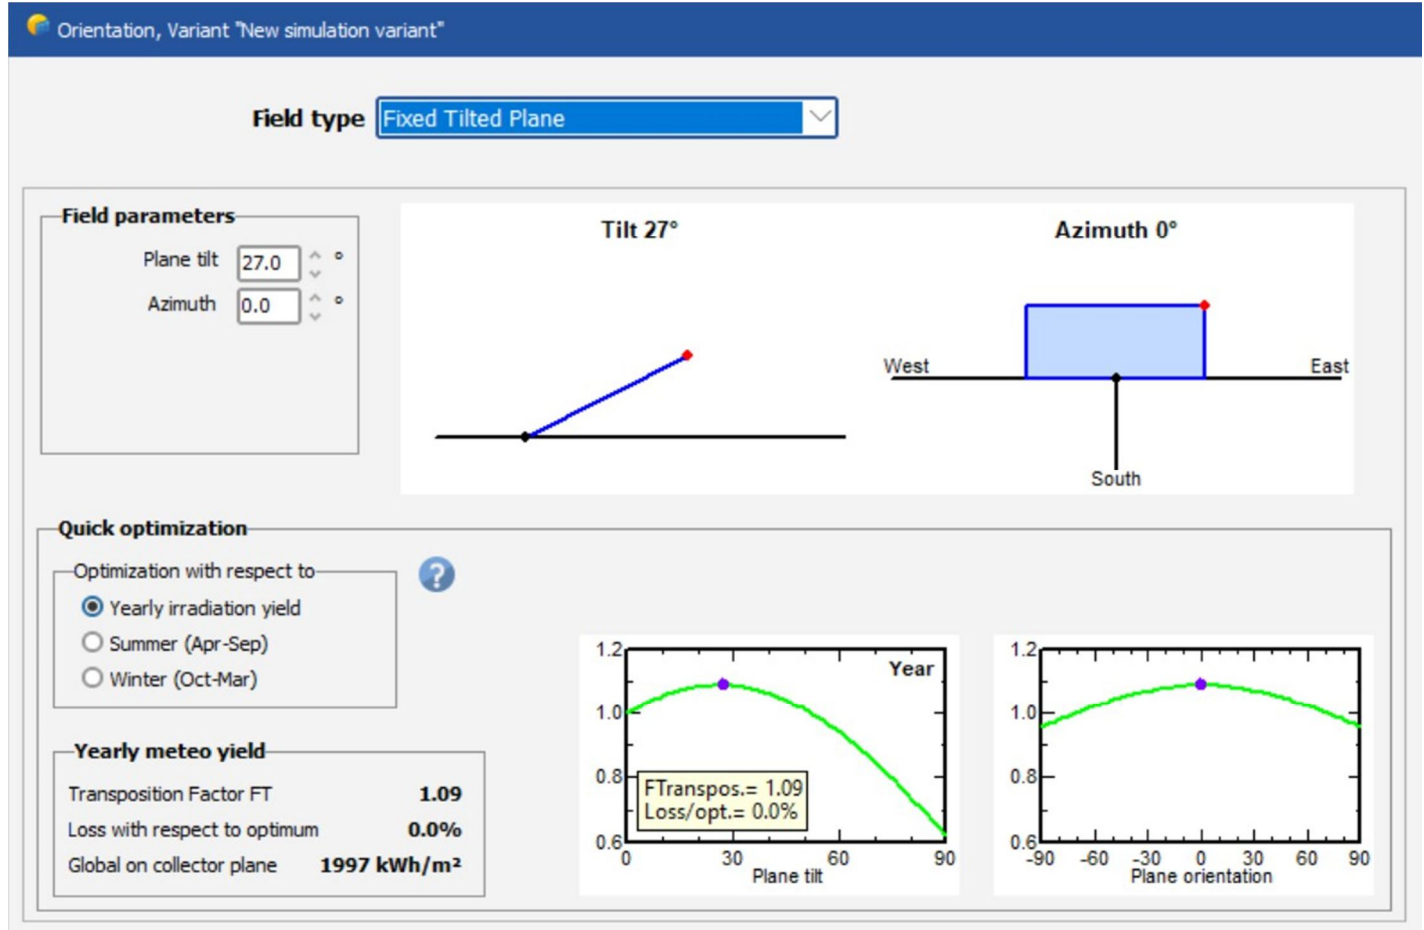 Orientation, Variant "New simulation variant"
Field type Fixed Tilted Plane
Field parameters
Plane tilt 27.0 °
Azimuth 0.0 °
Tilt 27°
Azimuth 0°
West
East
South
Quick optimization
Optimization with respect to
Yearly irradiation yield
Summer (Apr-Sep)
Winter (Oct-Mar)
?
Yearly meteo yield
Transposition Factor FT 1.09
Loss with respect to optimum 0.0%
Global on collector plane 1997 kWh/m²
Year
1.2
1.0
0.8
0.6
FTranspos.= 1.09
Loss/opt.= 0.0%
0 30 60 90
Plane tilt
1.2
1.0
0.8
0.6
-90 -60 -30 0 30 60 90
Plane orientation